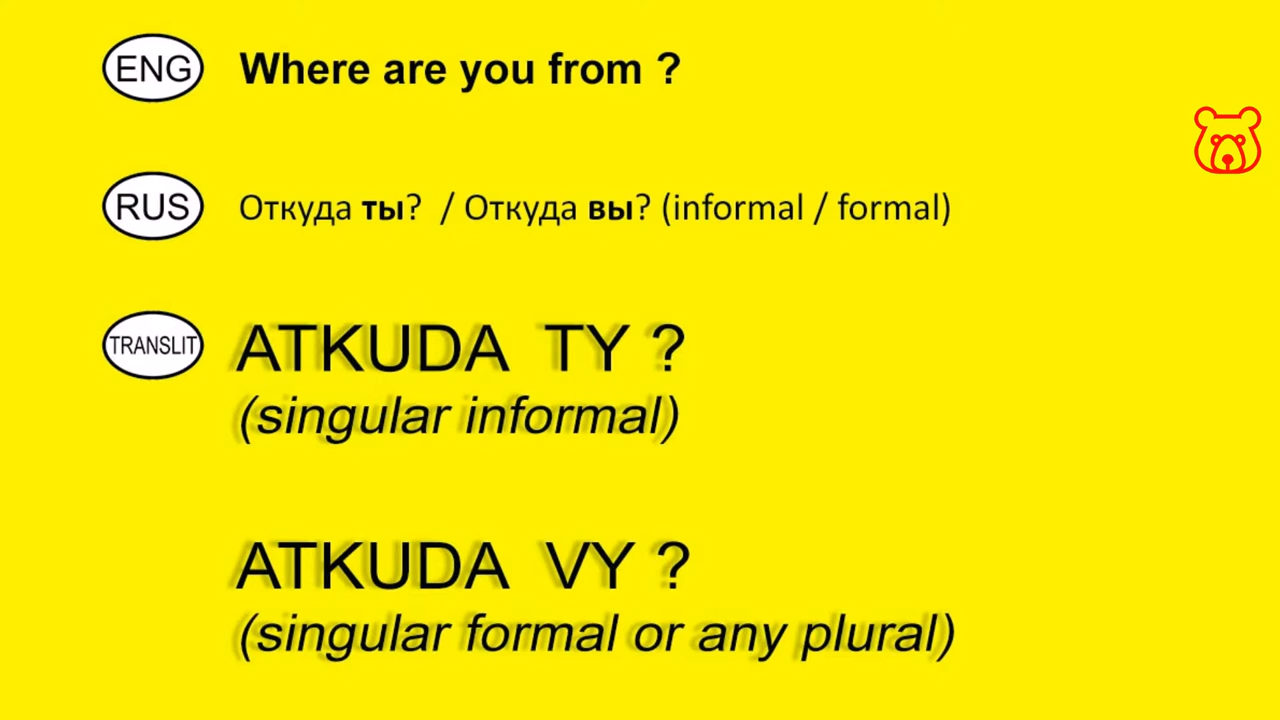 ENG Where are you from ?
RUS Откуда ты? / Откуда вы? (informal / formal)
TRANSLIT ATKUDA TY ?
(singular informal)
ATKUDA VY ?
(singular formal or any plural)